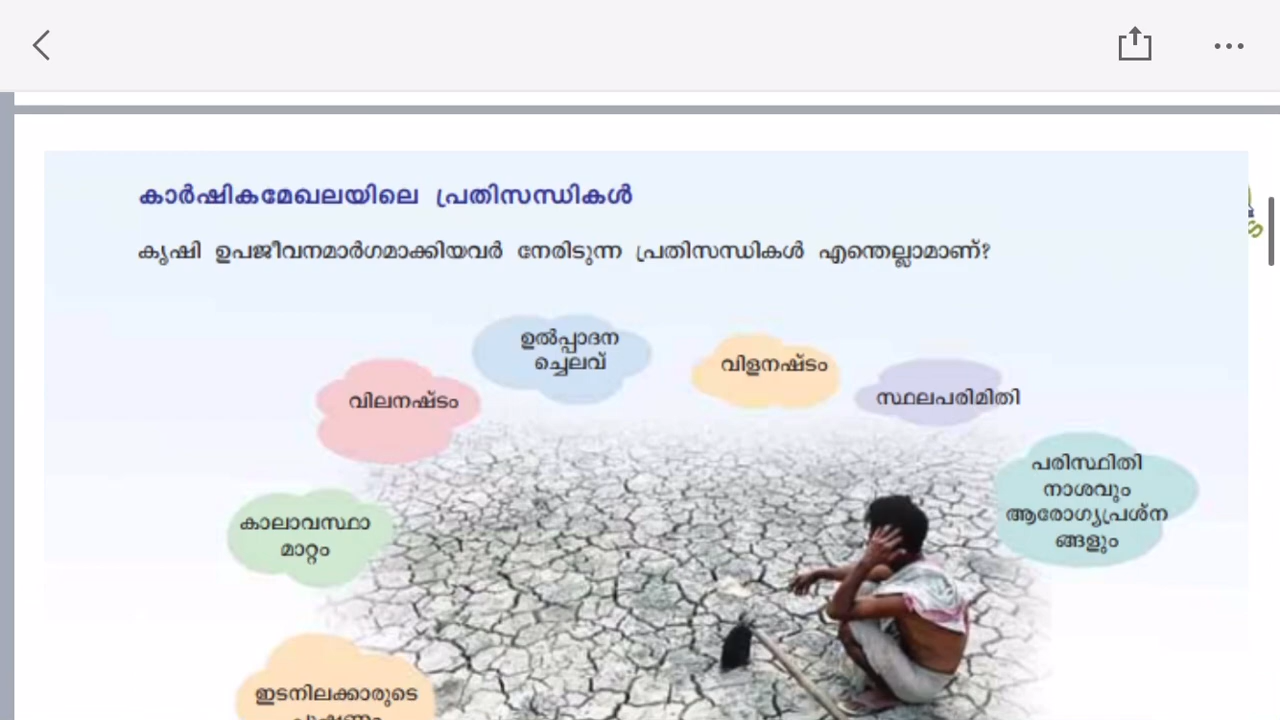 കാർഷികമേഖലയിലെ പ്രതിസന്ധികൾ
കൃഷി ഉപജീവനമാർഗമാക്കിയവർ നേരിടുന്ന പ്രതിസന്ധികൾ എന്തെല്ലാമാണ്?
ഉൽപ്പാദന
ച്ചെലവ്
വിളനഷ്ടം
വിലനഷ്ടം
സ്ഥലപരിമിതി
പരിസ്ഥിതി
നാശവും
ആരോഗ്യപ്രശ്ന
ങ്ങളും
കാലാവസ്ഥാ
മാറ്റം
ഇടനിലക്കാരുടെ